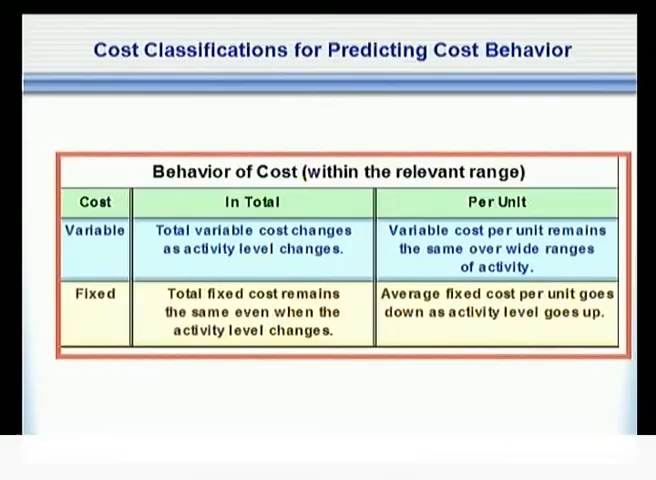 Cost Classifications for Predicting Cost Behavior
Behavior of Cost (within the relevant range)
Cost In Total Per Unit
Variable Total variable cost changes Variable cost per unit remains
as activity level changes. the same over wide ranges
of activity.
Fixed Total fixed cost remains Average fixed cost per unit goes
the same even when the down as activity level goes up.
activity level changes.